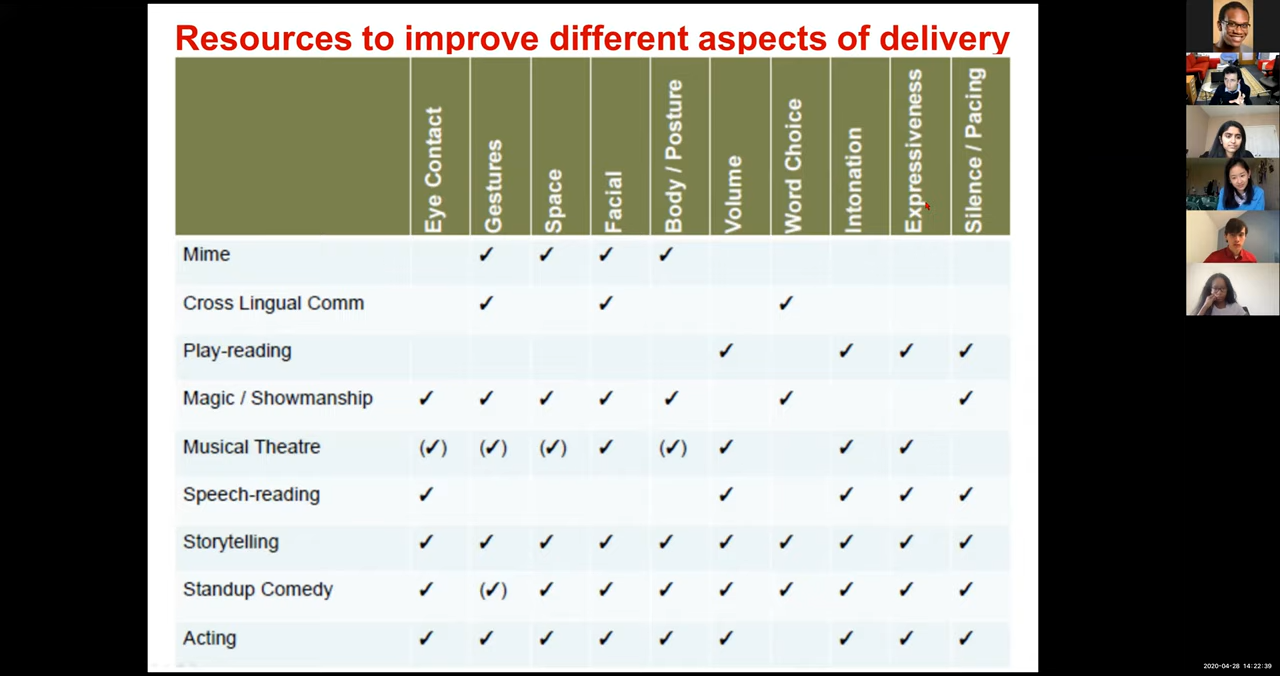 Resources to improve different aspects of delivery
Eye Contact
Gestures
Space
Facial
Body / Posture
Volume
Word Choice
Intonation
Expressiveness
Silence / Pacing
Mime ✓ ✓ ✓ ✓
Cross Lingual Comm ✓ ✓ ✓
Play-reading ✓ ✓ ✓ ✓
Magic / Showmanship ✓ ✓ ✓ ✓ ✓ ✓ ✓
Musical Theatre (✓) (✓) (✓) ✓ (✓) ✓ ✓ ✓
Speech-reading ✓ ✓ ✓ ✓ ✓
Storytelling ✓ ✓ ✓ ✓ ✓ ✓ ✓ ✓ ✓ ✓
Standup Comedy ✓ (✓) ✓ ✓ ✓ ✓ ✓ ✓ ✓ ✓
Acting ✓ ✓ ✓ ✓ ✓ ✓ ✓ ✓ ✓
2020-04-28 14:22:39